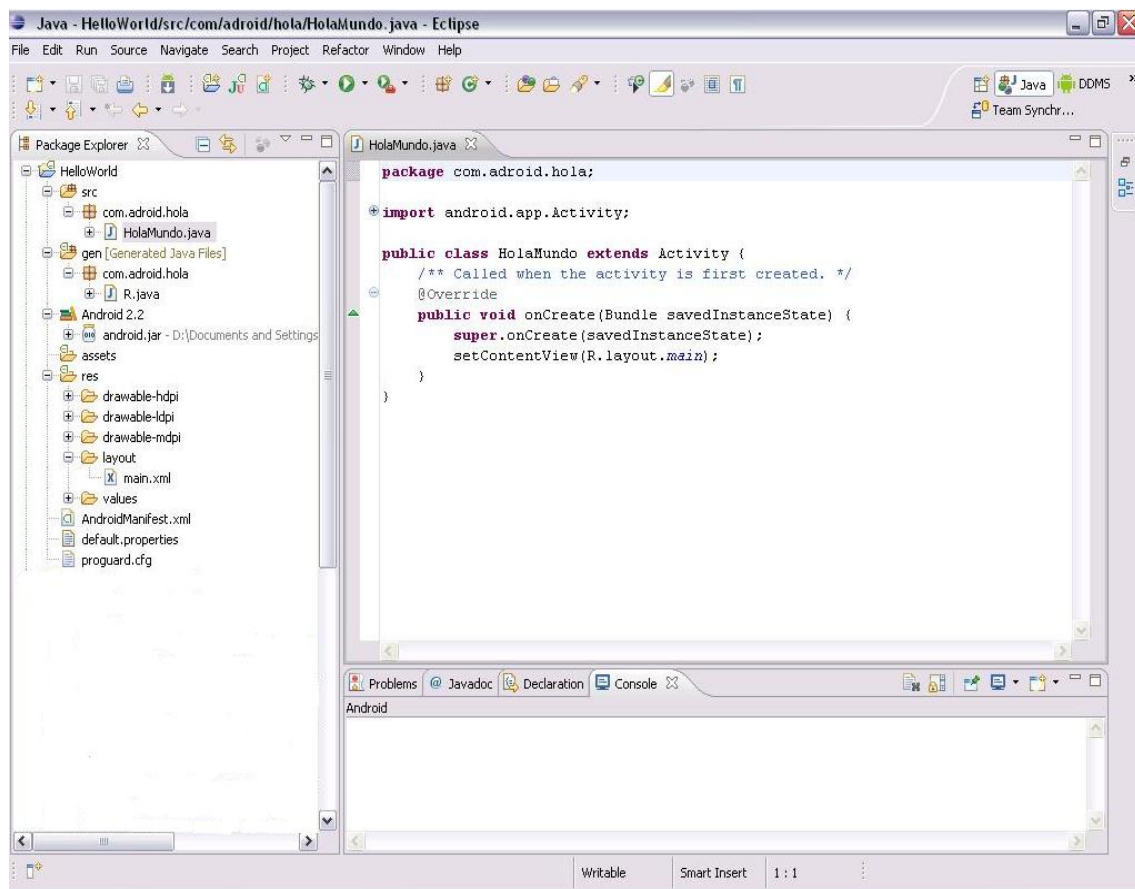 Java - HelloWorld/src/com/adroid/hola/HolaMundo.java - Eclipse
File Edit Run Source Navigate Search Project Refactor Window Help
Java DDMS »
Team Synchr...
Package Explorer
HelloWorld
src
com.adroid.hola
HolaMundo.java
gen [Generated Java Files]
com.adroid.hola
R.java
Android 2.2
android.jar - D:\Documents and Settings
assets
res
drawable-hdpi
drawable-ldpi
drawable-mdpi
layout
main.xml
values
AndroidManifest.xml
default.properties
proguard.cfg
HolaMundo.java
package com.adroid.hola;
import android.app.Activity;
public class HolaMundo extends Activity {
/** Called when the activity is first created. */
@Override
public void onCreate(Bundle savedInstanceState) {
super.onCreate(savedInstanceState);
setContentView(R.layout.main);
}
}
Problems @ Javadoc Declaration Console
Android
Writable Smart Insert 1 : 1